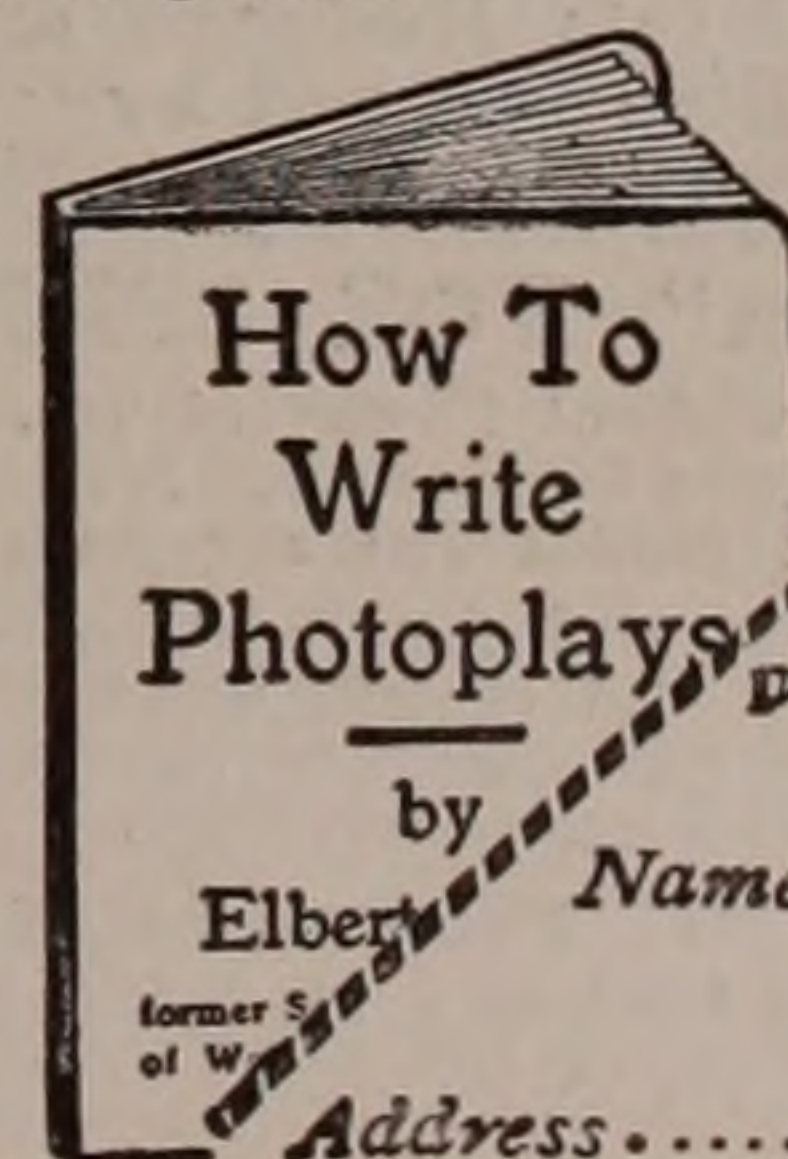 How To
Write
Photoplays
by
Name
Elbert
former S
of W
Address....